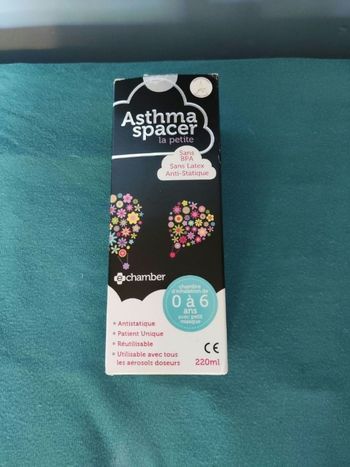 Asthma
spacer
la petite
Sans
BPA
Sans Latex
Anti-Statique
e chamber
chambre
d'inhalation de
0 à 6
ans
avec petit
masque
• Antistatique
• Patient Unique
• Réutilisable
• Utilisable avec tous
les aérosols doseurs
CE
220ml